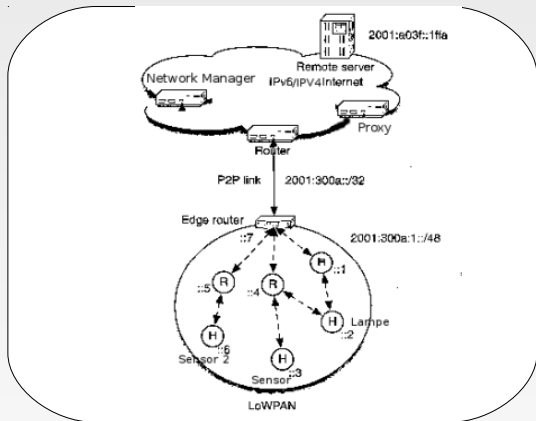 2001:a03f::1ffa
Remote server
Network Manager
IPv6/IPV4Internet
Proxy
Router
P2P link
2001:300a::/32
Edge router
::7
2001:300a:1::/48
::1
R
::5
R
::4
H
Lampe
::2
H
::6
Sensor 2
H
::3
Sensor
LoWPAN